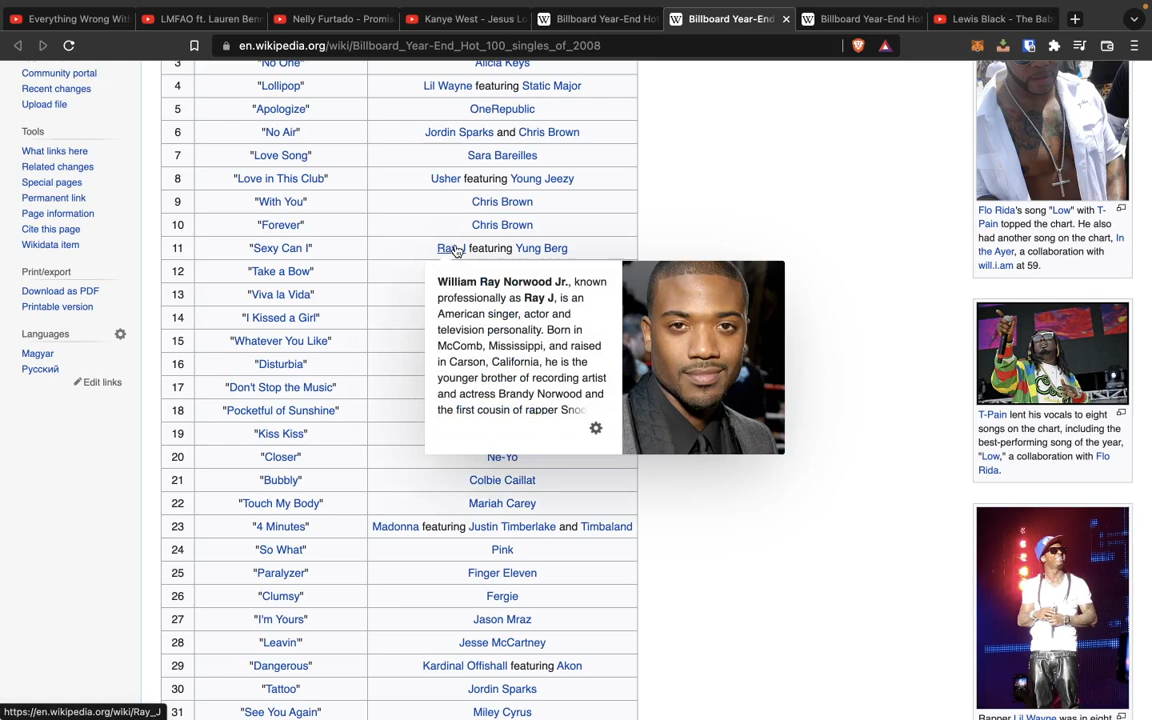 Everything Wrong Wit
LMFAO ft. Lauren Ben
Nelly Furtado - Promis
Kanye West - Jesus L
Billboard Year-End Ho
Billboard Year-End
Billboard Year-End Ho
Lewis Black - The Ba
en.wikipedia.org/wiki/Billboard_Year-End_Hot_100_singles_of_2008
Community portal
Recent changes
Upload file
Tools
What links here
Related changes
Special pages
Permanent link
Page information
Cite this page
Wikidata item
Print/export
Download as PDF
Printable version
Languages
Magyar
Русский
Edit links
3 "No One" Alicia Keys
4 "Lollipop" Lil Wayne featuring Static Major
5 "Apologize" OneRepublic
6 "No Air" Jordin Sparks and Chris Brown
7 "Love Song" Sara Bareilles
8 "Love in This Club" Usher featuring Young Jeezy
9 "With You" Chris Brown
10 "Forever" Chris Brown
11 "Sexy Can I" Ray J featuring Yung Berg
12 "Take a Bow"
13 "Viva la Vida"
14 "I Kissed a Girl"
15 "Whatever You Like"
16 "Disturbia"
17 "Don't Stop the Music"
18 "Pocketful of Sunshine"
19 "Kiss Kiss"
20 "Closer" Ne-Yo
21 "Bubbly" Colbie Caillat
22 "Touch My Body" Mariah Carey
23 "4 Minutes" Madonna featuring Justin Timberlake and Timbaland
24 "So What" Pink
25 "Paralyzer" Finger Eleven
26 "Clumsy" Fergie
27 "I'm Yours" Jason Mraz
28 "Leavin'" Jesse McCartney
29 "Dangerous" Kardinal Offishall featuring Akon
30 "Tattoo" Jordin Sparks
31 "See You Again" Miley Cyrus
William Ray Norwood Jr., known
professionally as Ray J, is an
American singer, actor and
television personality. Born in
McComb, Mississippi, and raised
in Carson, California, he is the
younger brother of recording artist
and actress Brandy Norwood and
the first cousin of rapper Snoo
Flo Rida's song "Low" with T-
Pain topped the chart. He also
had another song on the chart, In
the Ayer, a collaboration with
will.i.am at 59.
T-Pain lent his vocals to eight
songs on the chart, including the
best-performing song of the year,
"Low," a collaboration with Flo
Rida.
Rapper Lil Wayne was in eight
https://en.wikipedia.org/wiki/Ray_J